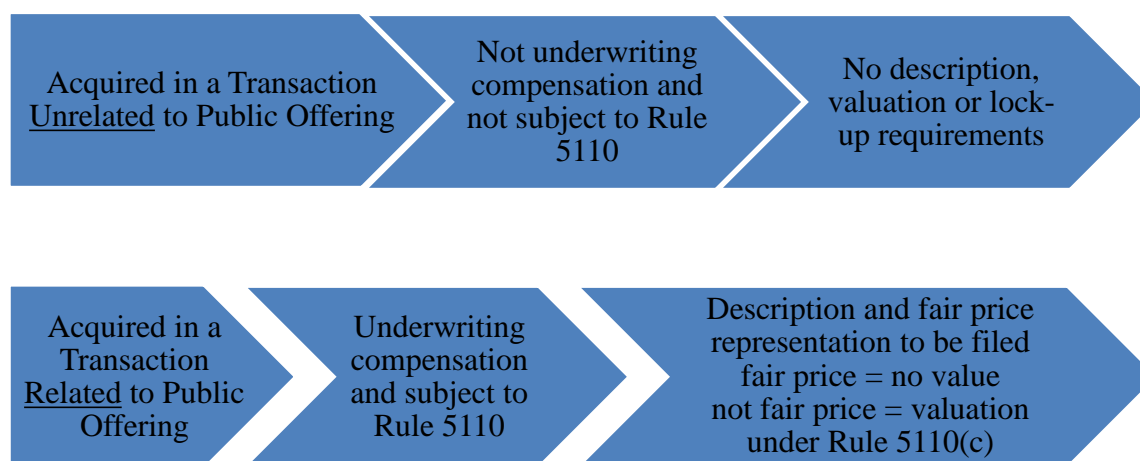 Acquired in a Transaction
Unrelated to Public Offering
Not underwriting
compensation and
not subject to Rule
5110
No description,
valuation or lock-
up requirements
Acquired in a
Transaction
Related to Public
Offering
Underwriting
compensation
and subject to
Rule 5110
Description and fair price
representation to be filed
fair price = no value
not fair price = valuation
under Rule 5110(c)